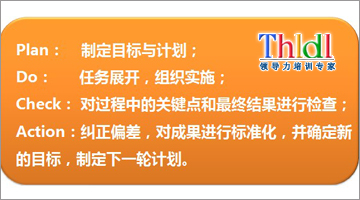 Thldl
领导力培训专家
Plan： 制定目标与计划；
Do： 任务展开，组织实施；
Check： 对过程中的关键点和最终结果进行检查；
Action：纠正偏差，对成果进行标准化，并确定新
的目标，制定下一轮计划。